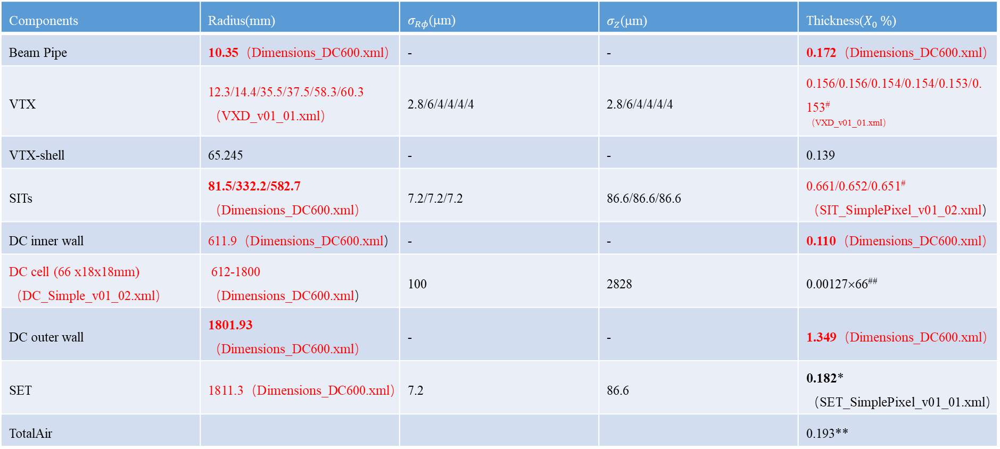 Components
Radius(mm)
σRϕ(μm)
σZ(μm)
Thickness(X0 %)
Beam Pipe
10.35（Dimensions_DC600.xml）
-
-
0.172（Dimensions_DC600.xml）
VTX
12.3/14.4/35.5/37.5/58.3/60.3
（VXD_v01_01.xml）
2.8/6/4/4/4/4
2.8/6/4/4/4/4
0.156/0.156/0.154/0.154/0.153/0.
153#
（VXD_v01_01.xml）
VTX-shell
65.245
-
-
0.139
SITs
81.5/332.2/582.7
（Dimensions_DC600.xml）
7.2/7.2/7.2
86.6/86.6/86.6
0.661/0.652/0.651#
（SIT_SimplePixel_v01_02.xml）
DC inner wall
611.9（Dimensions_DC600.xml）
-
-
0.110（Dimensions_DC600.xml）
DC cell (66 x18x18mm)
（DC_Simple_v01_02.xml）
612-1800
（Dimensions_DC600.xml）
100
2828
0.00127×66##
DC outer wall
1801.93
（Dimensions_DC600.xml）
-
-
1.349（Dimensions_DC600.xml）
SET
1811.3（Dimensions_DC600.xml）
7.2
86.6
0.182*
（SET_SimplePixel_v01_01.xml）
TotalAir
0.193**